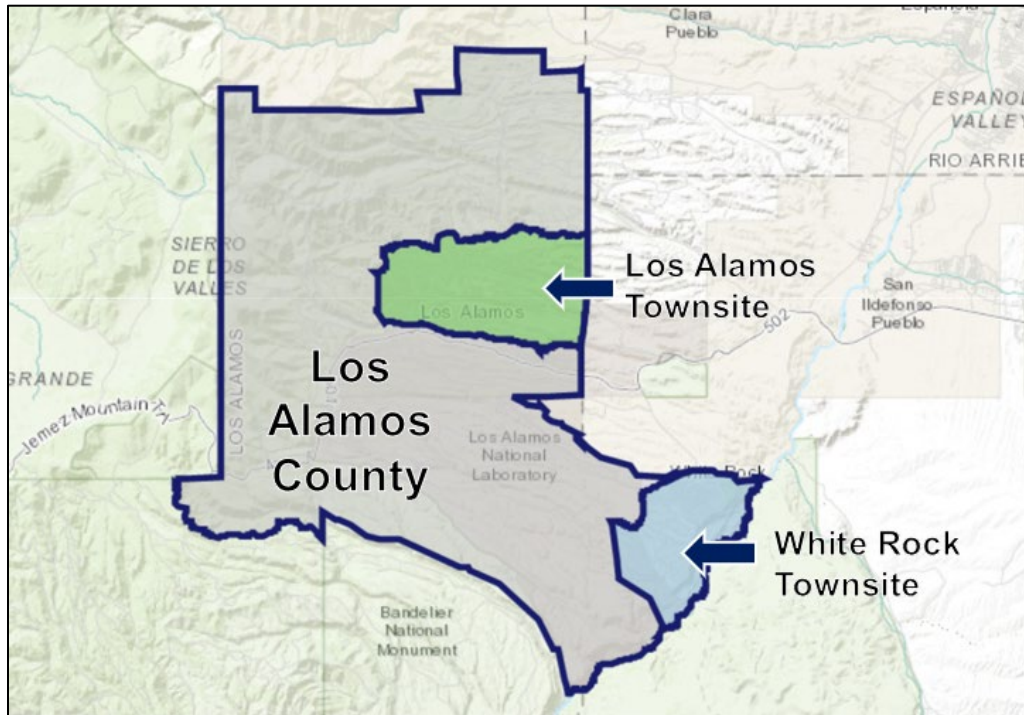 Clara
Pueblo
ESPAÑOL
VALLEY
RIO ARRIE
SIERRO
DE LOS
VALLES
Los Alamos
Townsite
San
Ildefonso
Pueblo
502
Los Alamos
GRANDE
Jemez Mountain-TA
LOS ALAMOS
Los
Alamos
County
Los Alamos
National
Laboratory
White Rock
White Rock
Townsite
Bandelier
National
Monument